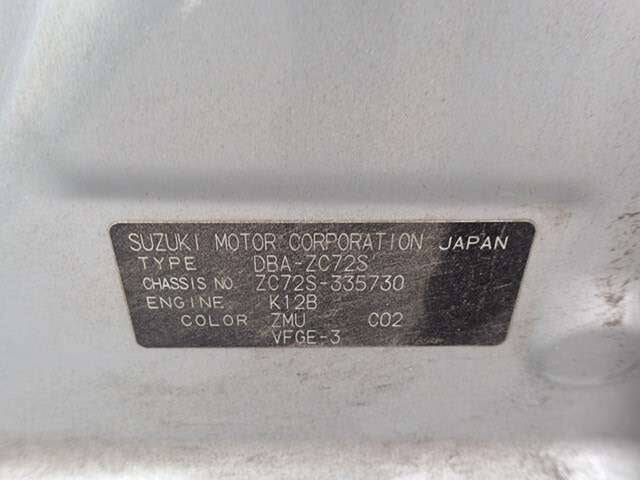 SUZUKI MOTOR CORPORATION JAPAN
TYPE DBA-ZC72S
CHASSIS NO. ZC72S-335730
ENGINE K12B
COLOR ZMU C02
VFGE-3